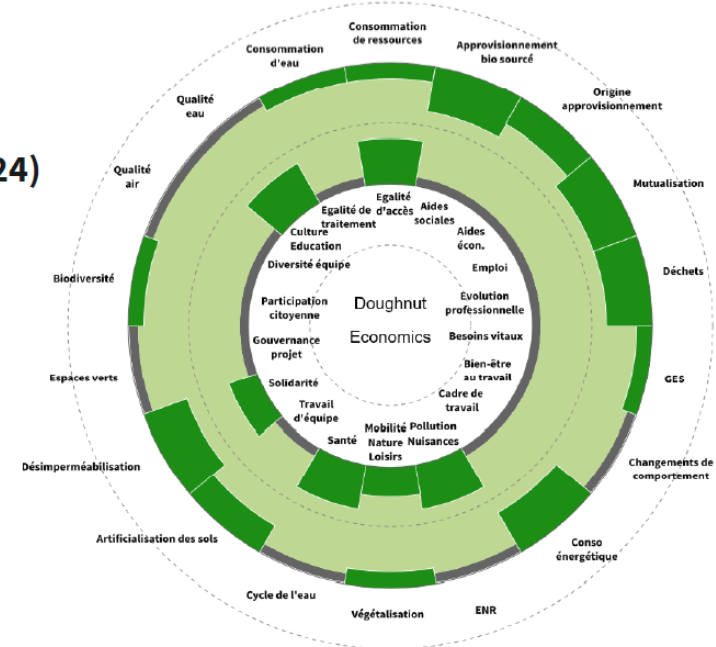 Consommation
de ressources
Approvisionnement
bio sourcé
Origine
approvisionnement
Mutualisation
Déchets
GES
Changements de
comportement
Conso
énergétique
ENR
Végétalisation
Cycle de l'eau
Artificialisation des sols
Désimperméabilisation
Espaces verts
Biodiversité
Qualité
air
Qualité
eau
Consommation
d'eau
24)
Egalité
d'accès
Aides
sociales
Aides
écon.
Emploi
Évolution
professionnelle
Besoins vitaux
Bien-être
au travail
Cadre de
travail
Pollution
Nuisances
Mobilité
Nature
Loisirs
Santé
Travail
d'équipe
Solidarité
Gouvernance
projet
Participation
citoyenne
Diversité équipe
Culture
Education
Egalité de
traitement
Doughnut
Economics